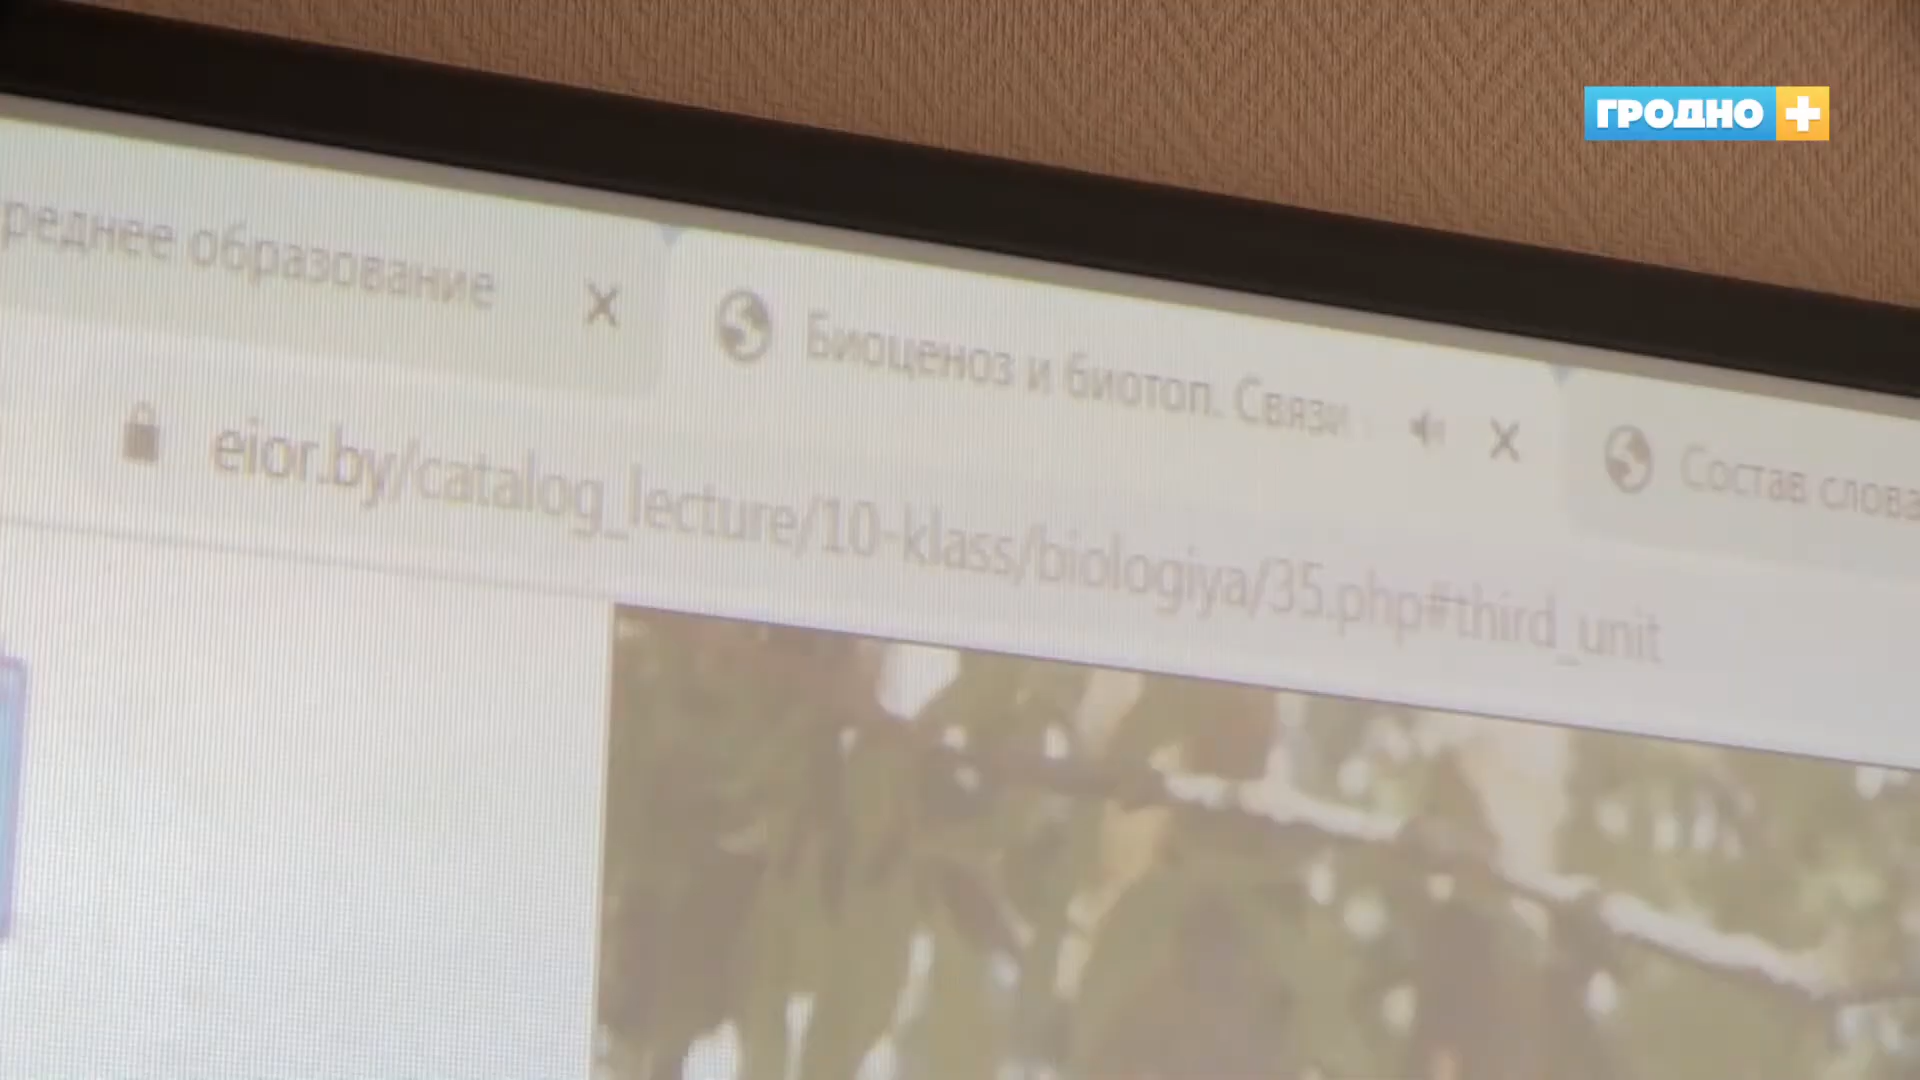 ГРОДНО +
реднее образование
Биоценоз и биотоп. Связи
Состав слова
eior.by/catalog_lecture/10-klass/biologiya/35.php#third_unit